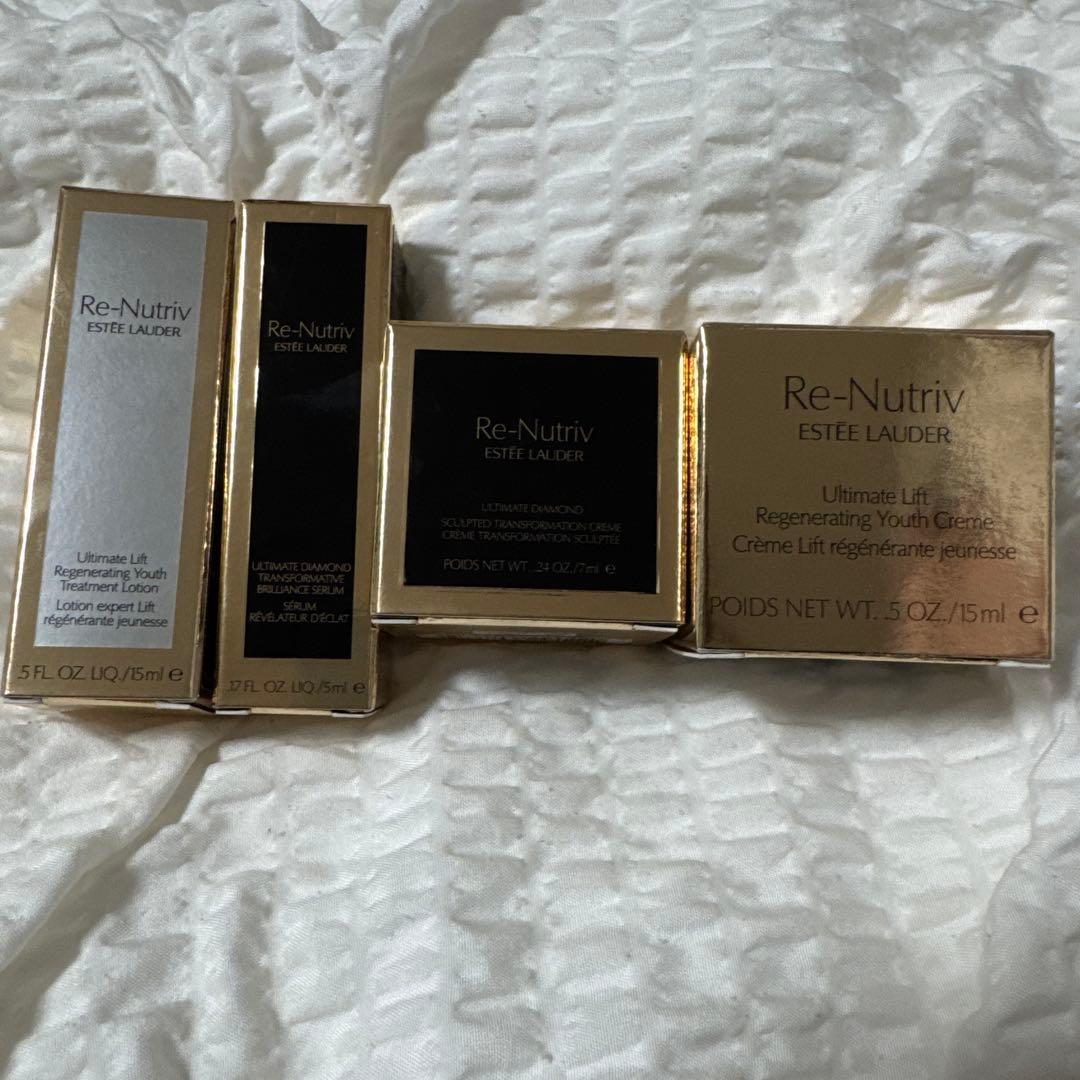 Re-Nutriv
ESTĒE LAUDER
Ultimate Lift
Regenerating Youth
Treatment Lotion
Lotion expert Lift
régénérante jeunesse
.5 FL. OZ. LIQ./15ml e
Re-Nutriv
ESTĒE LAUDER
ULTIMATE DIAMOND
TRANSFORMATIVE
BRILLIANCE SERUM
SÉRUM
RÉVÉLATEUR D'ÉCLAT
.17 FL. OZ. LIQ./5ml e
Re-Nutriv
ESTĒE LAUDER
ULTIMATE DIAMOND
SCULPTED TRANSFORMATION CREME
CRÈME TRANSFORMATION SCULPTÉE
POIDS NET WT. .24 OZ./7ml e
Re-Nutriv
ESTĒE LAUDER
Ultimate Lift
Regenerating Youth Creme
Crème Lift régénérante jeunesse
POIDS NET WT. .5 OZ./15ml e